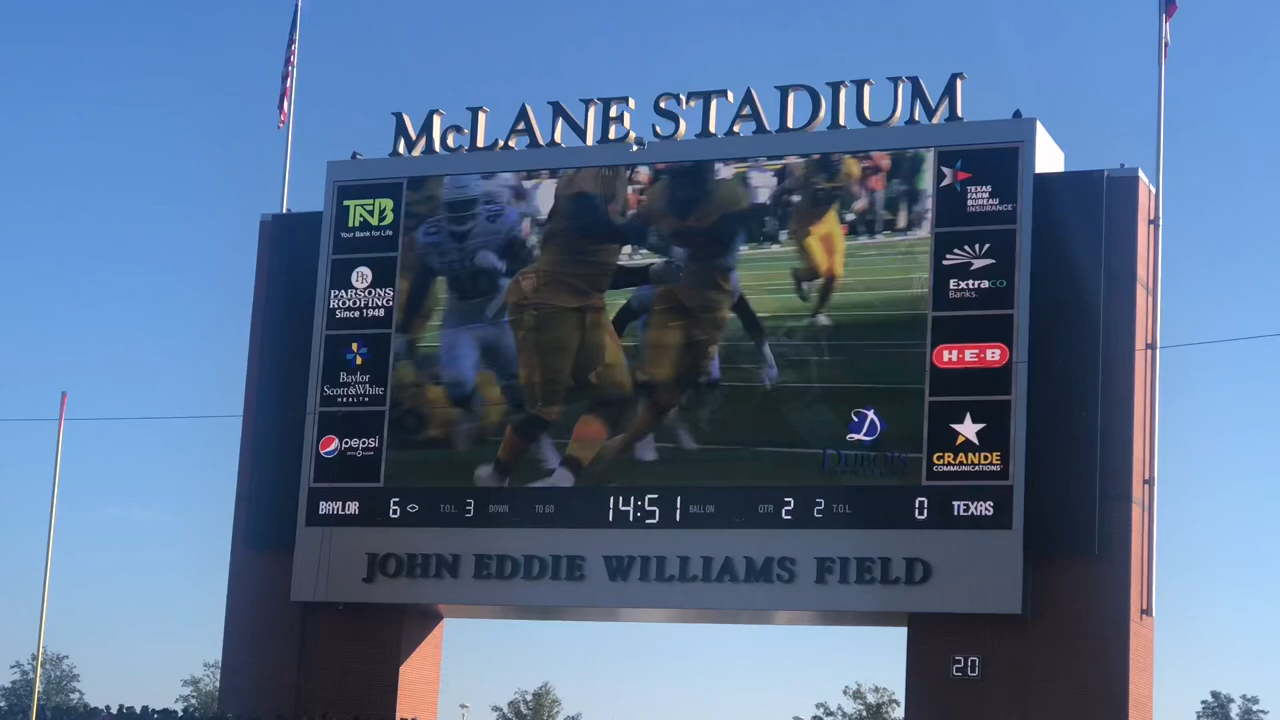 McLANE STADIUM
TNB
Your Bank for Life
PR
PARSONS
ROOFING
Since 1948
Baylor
Scott&White
HEALTH
pepsi
TEXAS
FARM
BUREAU
INSURANCE
Extraco
Banks.
H-E-B
GRANDE
COMMUNICATIONS
D
DUBOIS
BAYLOR 6 T.O.L. 3 DOWN TO GO 14:51 BALL ON QTR 2 2 T.O.L. 0 TEXAS
JOHN EDDIE WILLIAMS FIELD
20